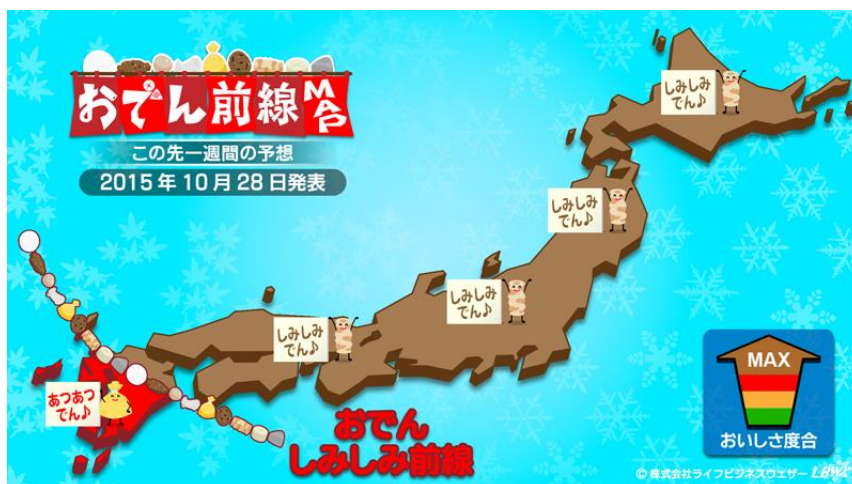 おでん前線MAP
この先一週間の予想
2015年10月28日発表
しみしみ
でん♪
しみしみ
でん♪
しみしみ
でん♪
しみしみ
でん♪
あつあつ
でん♪
おでん
しみしみ前線
MAX
おいしさ度合
© 株式会社ライフビジネスウェザー LBW